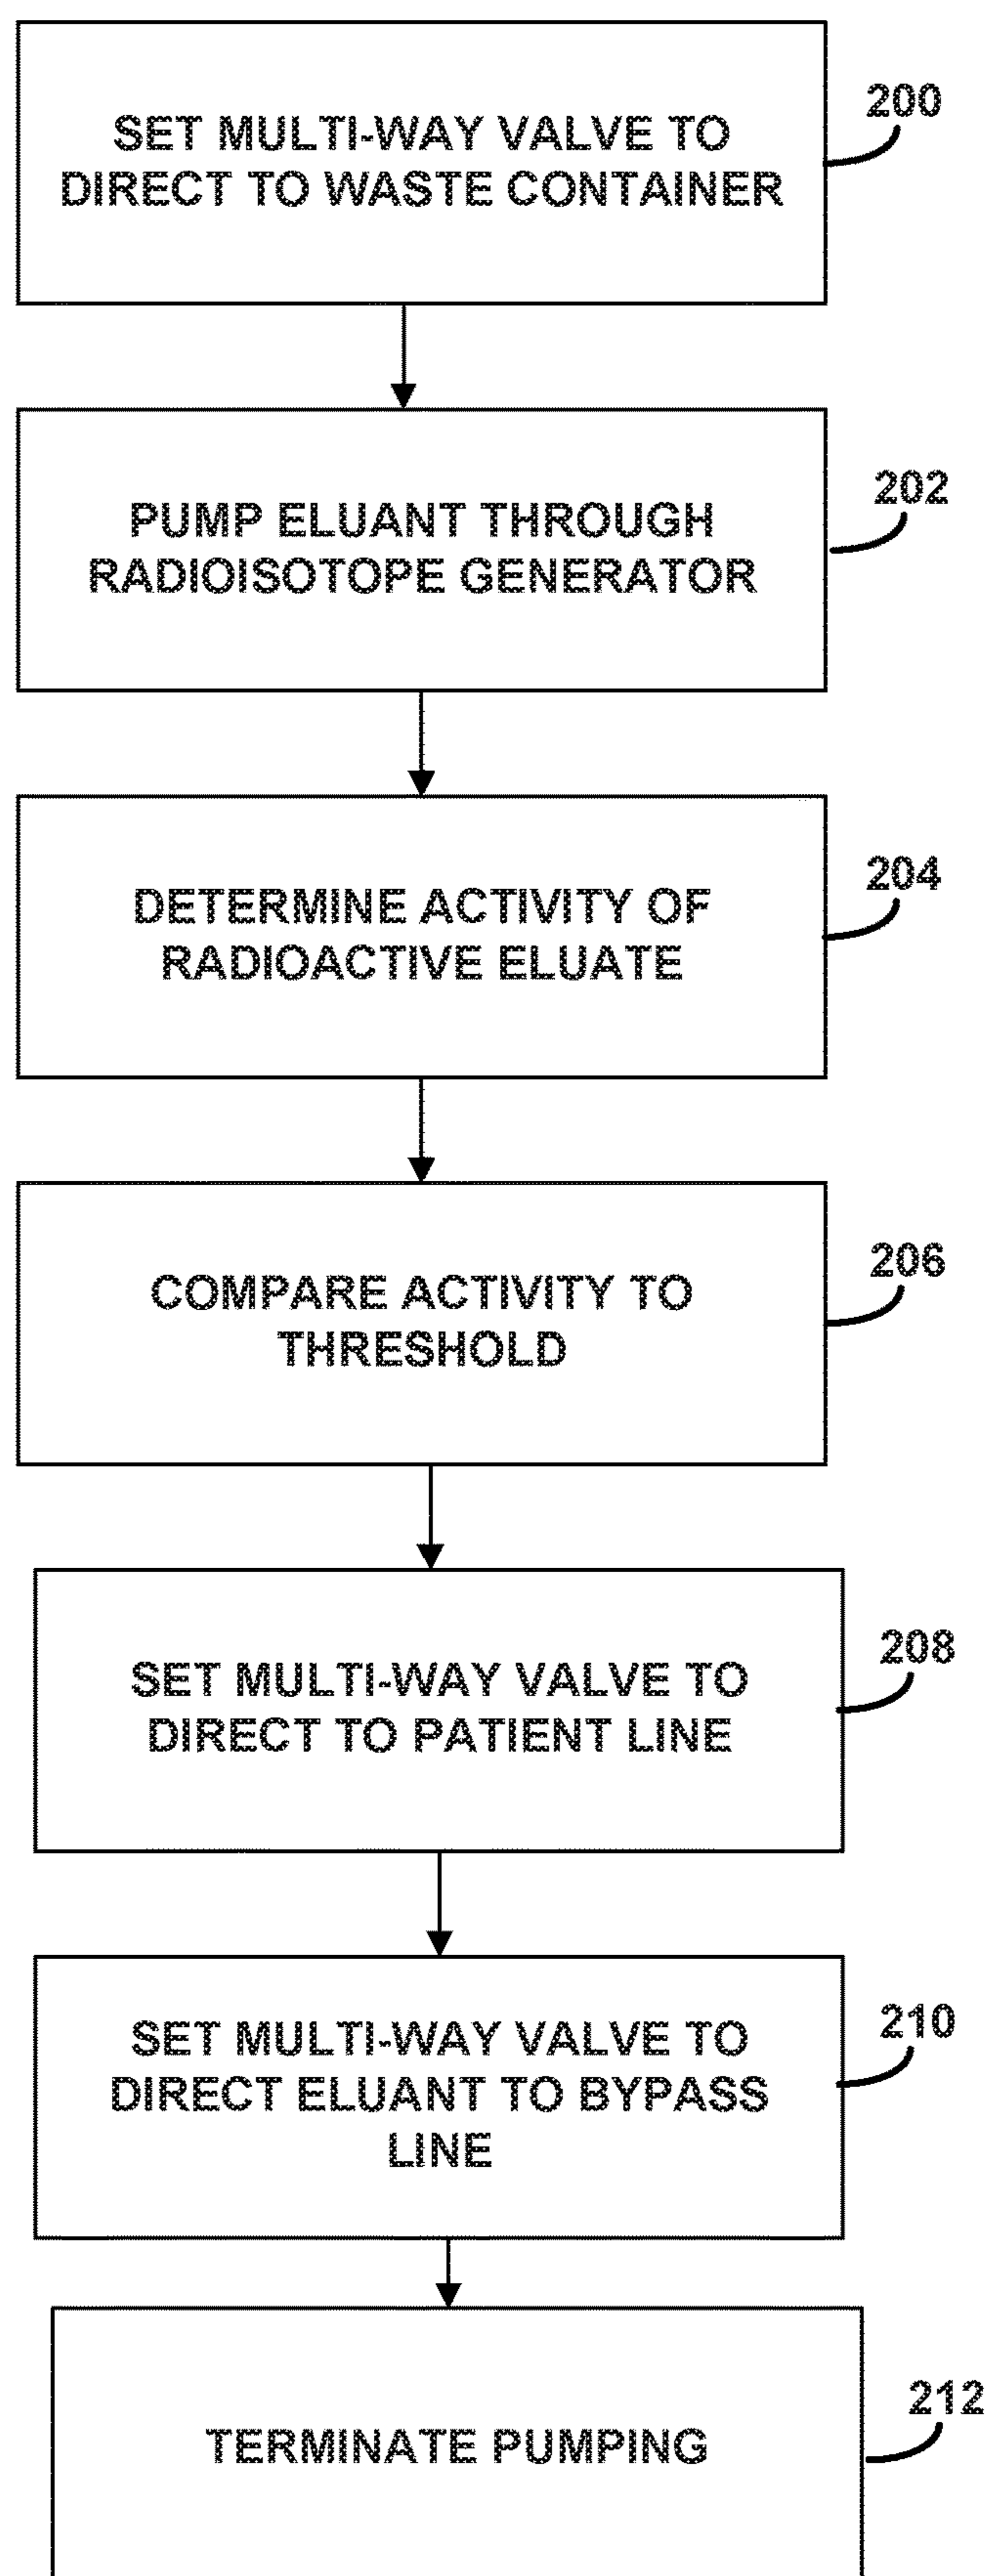 SET MULTI-WAY VALVE TO
DIRECT TO WASTE CONTAINER
200
PUMP ELUANT THROUGH
RADIOISOTOPE GENERATOR
202
DETERMINE ACTIVITY OF
RADIOACTIVE ELUATE
204
COMPARE ACTIVITY TO
THRESHOLD
206
SET MULTI-WAY VALVE TO
DIRECT TO PATIENT LINE
208
SET MULTI-WAY VALVE TO
DIRECT ELUANT TO BYPASS
LINE
210
TERMINATE PUMPING
212